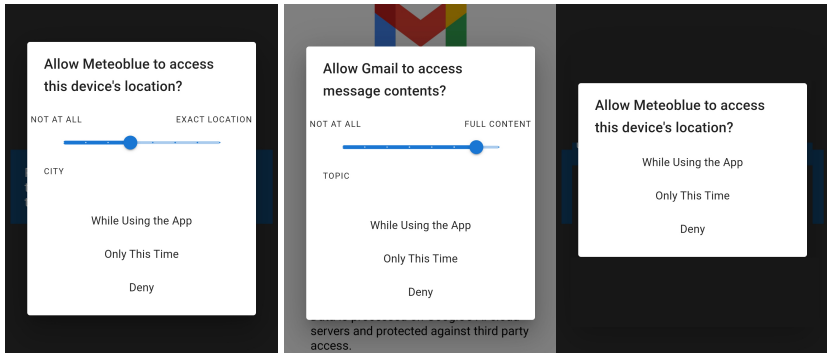 Allow Meteoblue to access
this device's location?
NOT AT ALL EXACT LOCATION
CITY
While Using the App
Only This Time
Deny
Allow Gmail to access
message contents?
NOT AT ALL FULL CONTENT
TOPIC
While Using the App
Only This Time
Deny
servers and protected against third party
access.
Allow Meteoblue to access
this device's location?
While Using the App
Only This Time
Deny